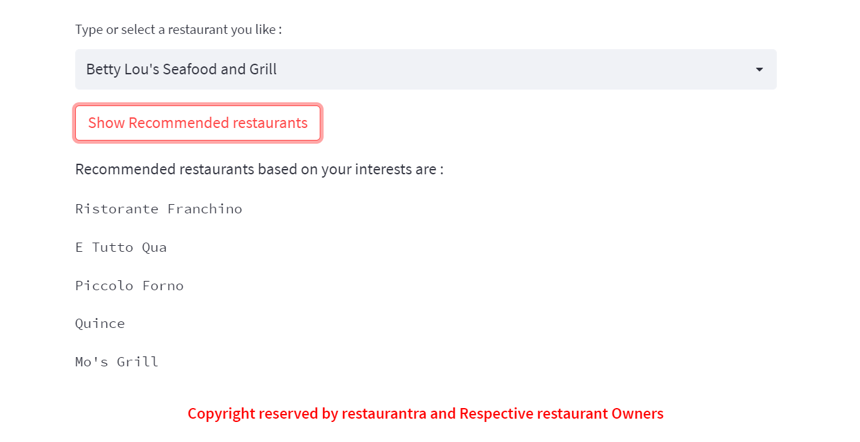 Type or select a restaurant you like :
Betty Lou's Seafood and Grill
Show Recommended restaurants
Recommended restaurants based on your interests are :
Ristorante Franchino
E Tutto Qua
Piccolo Forno
Quince
Mo's Grill
Copyright reserved by restaurantra and Respective restaurant Owners